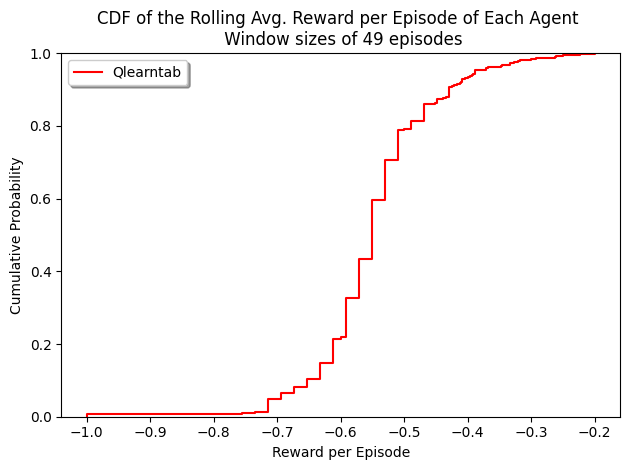 CDF of the Rolling Avg. Reward per Episode of Each Agent
Window sizes of 49 episodes
Qlearntab
1.0
0.8
0.6
0.4
0.2
0.0
Cumulative Probability
−1.0 −0.9 −0.8 −0.7 −0.6 −0.5 −0.4 −0.3 −0.2
Reward per Episode